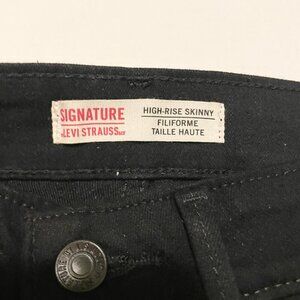 SIGNATURE
LEVI STRAUSS
HIGH-RISE SKINNY
FILIFORME
TAILLE HAUTE